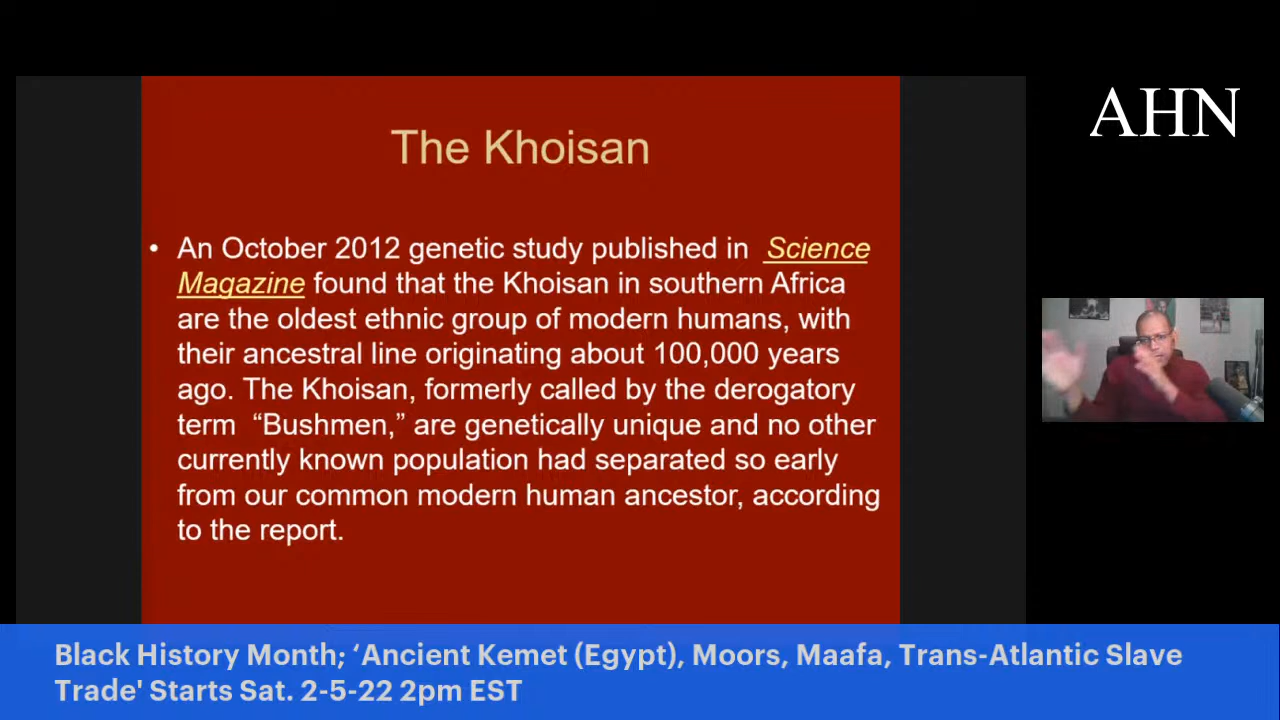 The Khoisan
AHN
• An October 2012 genetic study published in Science
Magazine found that the Khoisan in southern Africa
are the oldest ethnic group of modern humans, with
their ancestral line originating about 100,000 years
ago. The Khoisan, formerly called by the derogatory
term “Bushmen,” are genetically unique and no other
currently known population had separated so early
from our common modern human ancestor, according
to the report.
Black History Month; ‘Ancient Kemet (Egypt), Moors, Maafa, Trans-Atlantic Slave
Trade' Starts Sat. 2-5-22 2pm EST